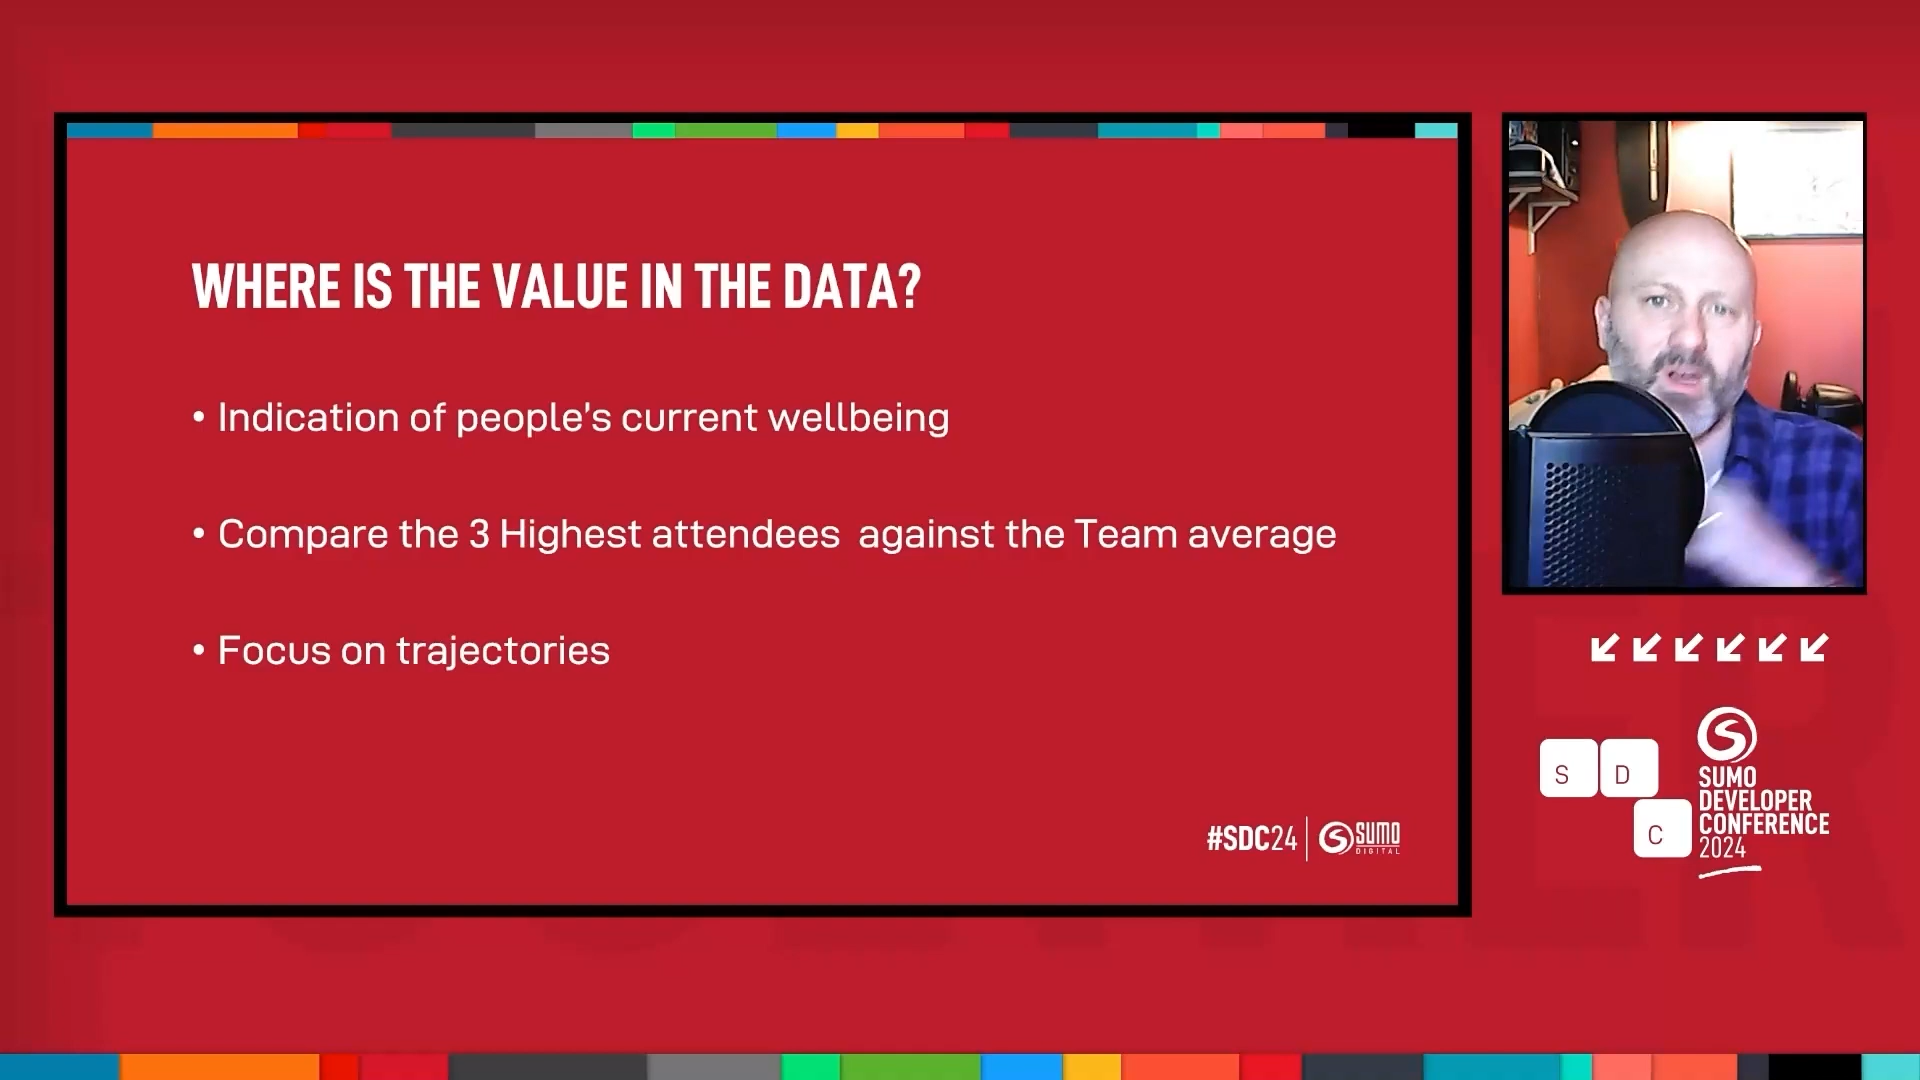 WHERE IS THE VALUE IN THE DATA?
• Indication of people's current wellbeing
• Compare the 3 Highest attendees  against the Team average
• Focus on trajectories
#SDC24
SUMO
DIGITAL
S D
C
SUMO
DEVELOPER
CONFERENCE
2024